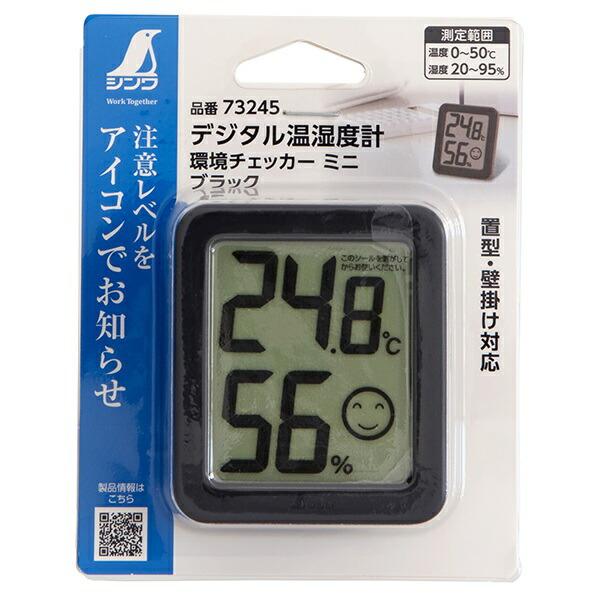 シンワ
Work Together
注意レベルを
アイコンでお知らせ
製品情報は
こちら
品番 73245
デジタル温湿度計
環境チェッカー ミニ
ブラック
測定範囲
温度 0~50℃
湿度 20~95%
24.8℃
56%
置型・壁掛け対応
このシールを剥がして
からお使いください。
24.8℃
56%